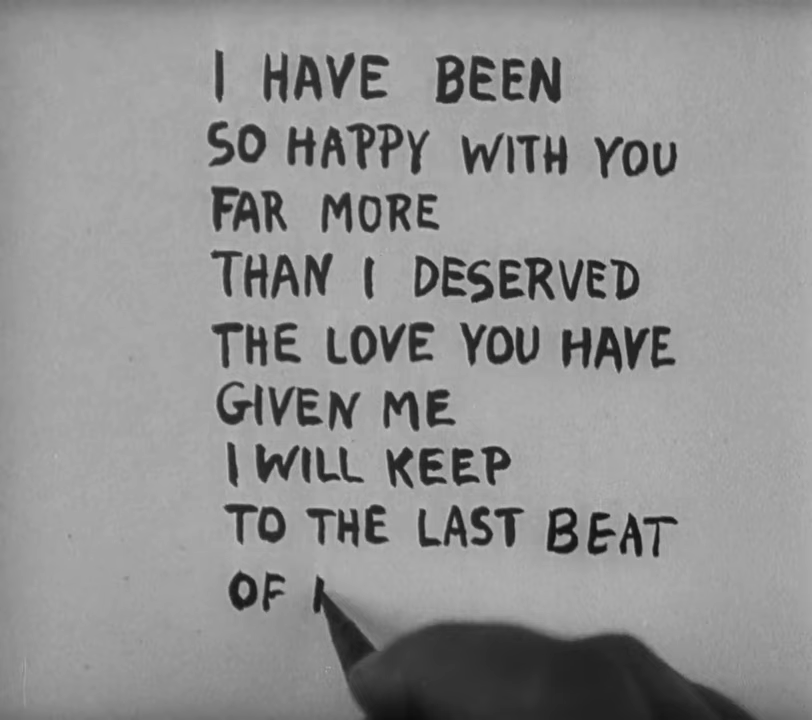 I HAVE BEEN
SO HAPPY WITH YOU
FAR MORE
THAN I DESERVED
THE LOVE YOU HAVE
GIVEN ME
I WILL KEEP
TO THE LAST BEAT
OF